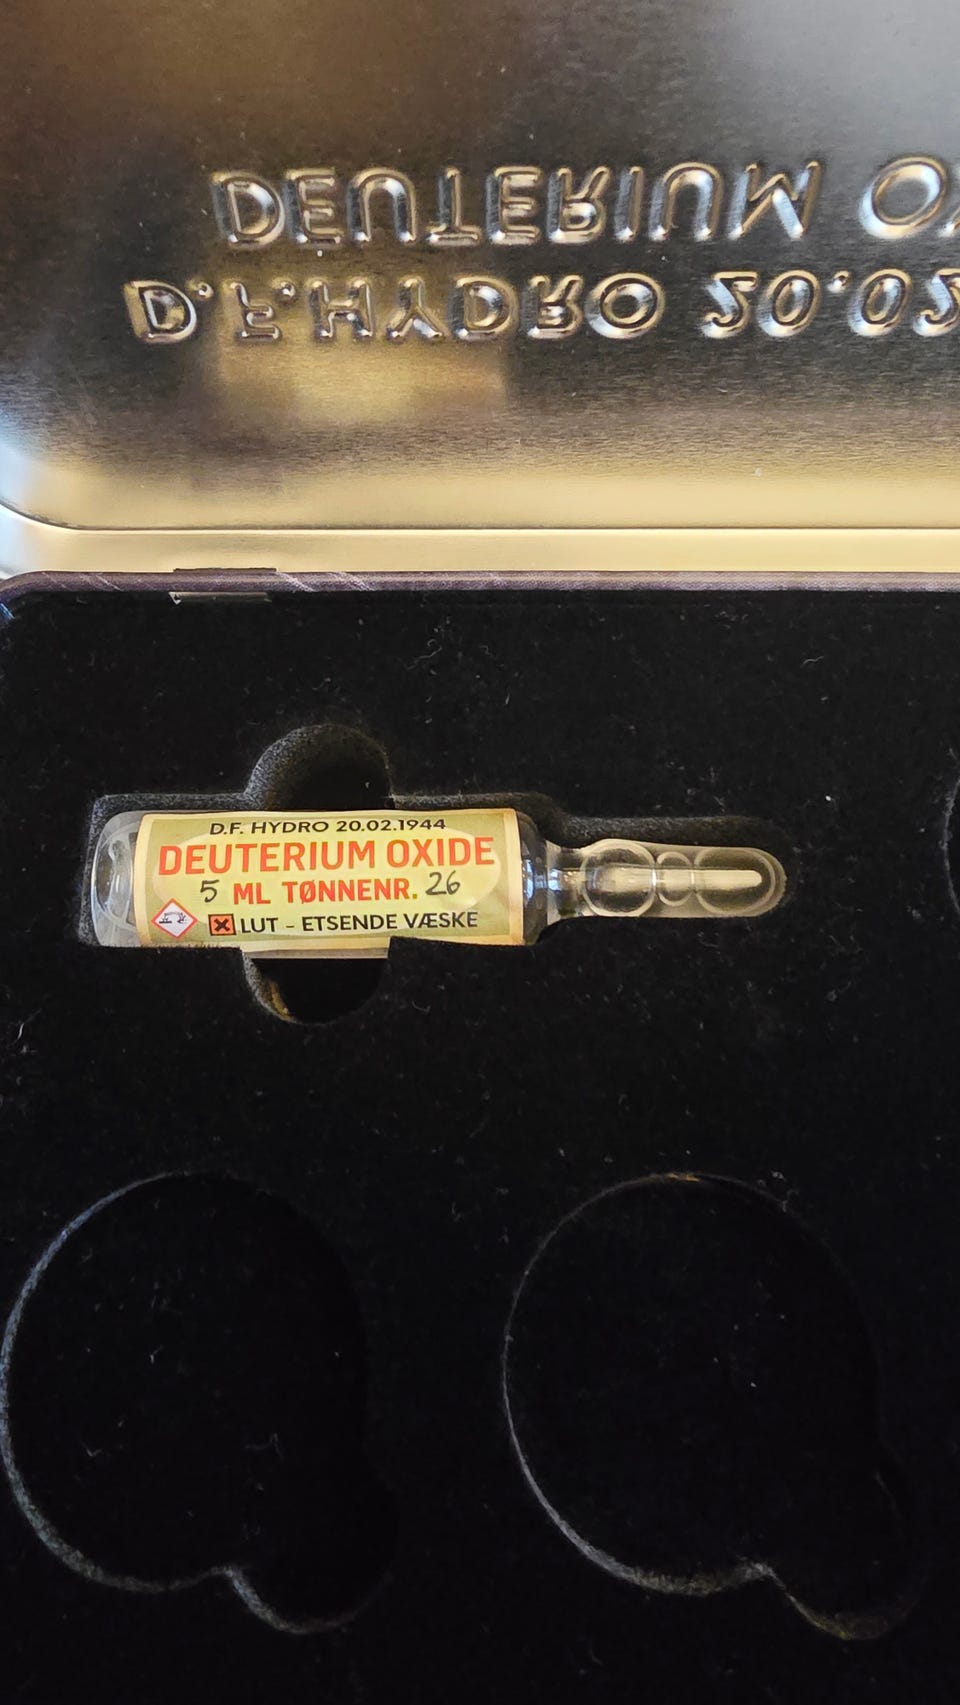 DEUTERIUM
D.F.HYDRO 20.02
D.F. HYDRO 20.02.1944
DEUTERIUM OXIDE
5 ML TØNNENR. 26
LUT - ETSENDE VÆSKE